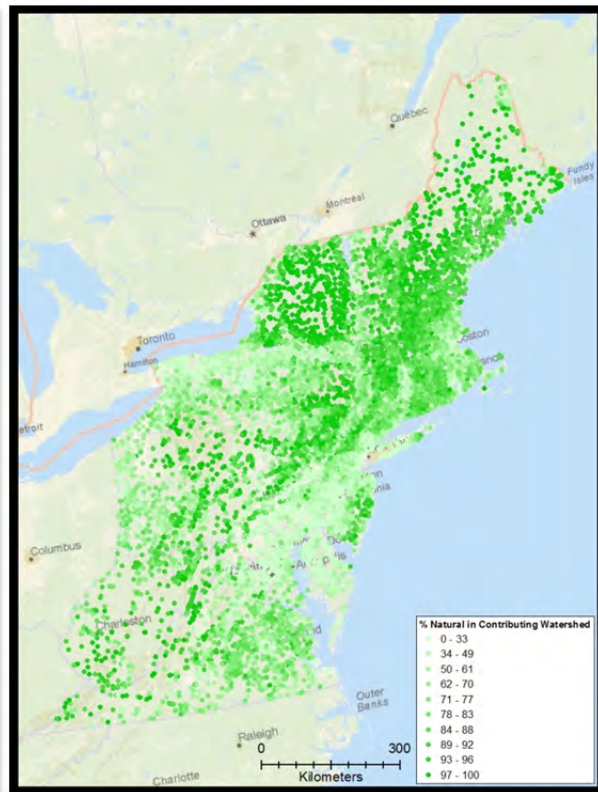 Québec
Fundy
Isles
Montréal
Ottawa
Toronto
Hamilton
oston
etroit
Columbus
Charleston
Outer
Banks
Raleigh
Charlotte
% Natural in Contributing Watershed
0 - 33
34 - 49
50 - 61
62 - 70
71 - 77
78 - 83
84 - 88
89 - 92
93 - 96
97 - 100
0 300
Kilometers